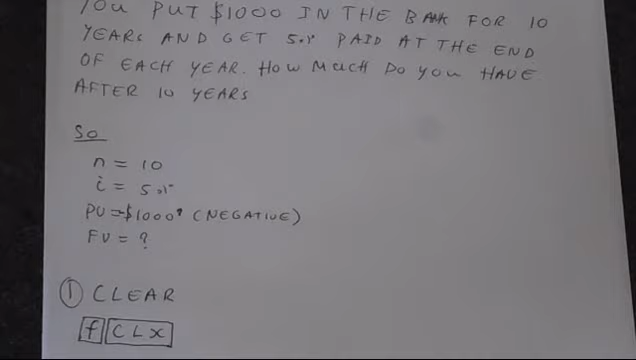 YOU PUT $1000 IN THE BANK FOR 10
YEARS AND GET 5% PAID AT THE END
OF EACH YEAR. HOW MUCH DO YOU HAVE
AFTER 10 YEARS
SO
n = 10
i = 5%
PV = -$1000 (NEGATIVE)
FV = ?
① CLEAR
f CLX